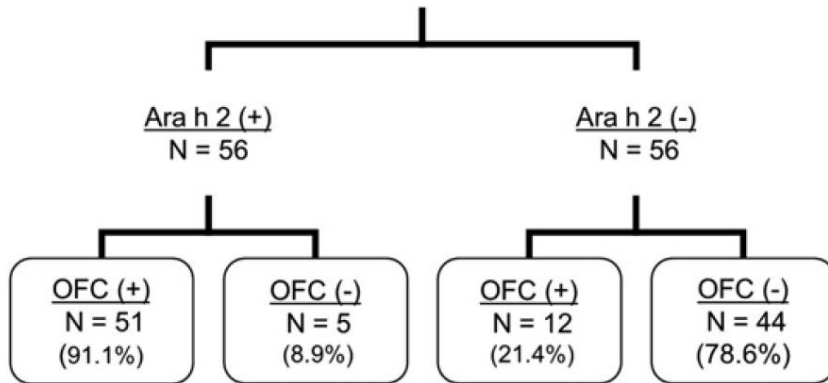 Ara h 2 (+)
N = 56
Ara h 2 (-)
N = 56
OFC (+)
N = 51
(91.1%)
OFC (-)
N = 5
(8.9%)
OFC (+)
N = 12
(21.4%)
OFC (-)
N = 44
(78.6%)